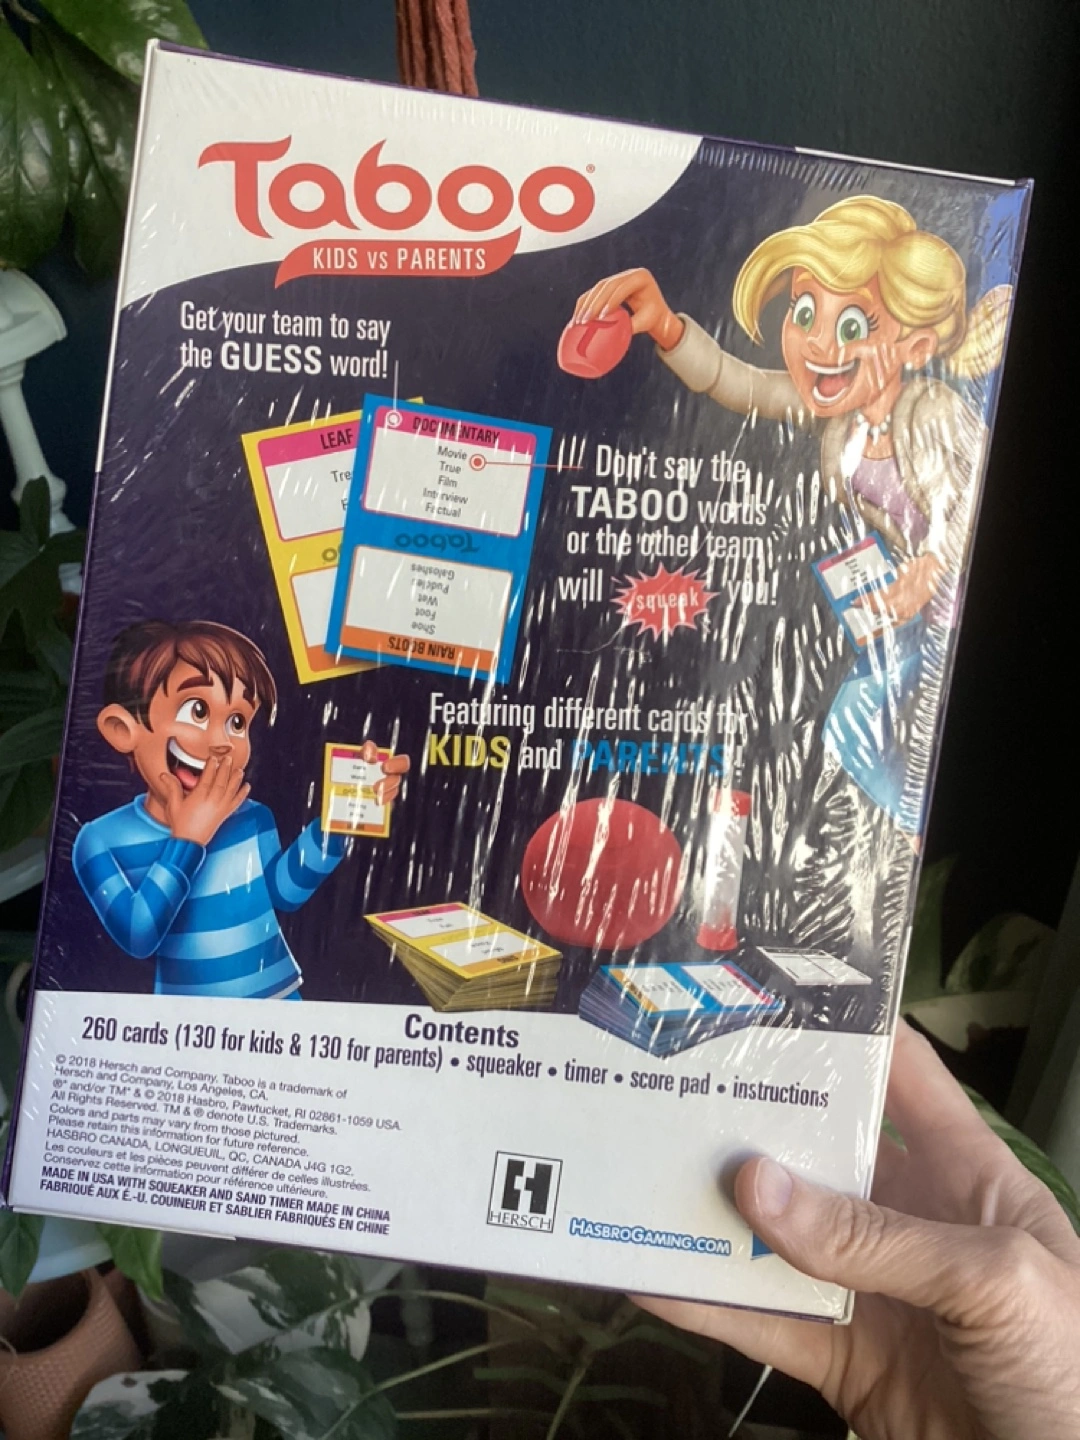 Taboo®
KIDS VS PARENTS
Get your team to say
the GUESS word!
LEAF
DOCUMENTARY
Movie
True
Film
Interview
Factual
Taboo
Galoshes
Puddles
Wet
Foot
Shoe
RAIN BOOTS
Don't say the
TABOO words
or the other team
will squeak you!
Featuring different cards for
KIDS and PARENTS!
Contents
260 cards (130 for kids & 130 for parents) • squeaker • timer • score pad • instructions
© 2018 Hersch and Company. Taboo is a trademark of
Hersch and Company, Los Angeles, CA.
®* and/or TM* & © 2018 Hasbro, Pawtucket, RI 02861-1059 USA.
All Rights Reserved. TM & ® denote U.S. Trademarks.
Colors and parts may vary from those pictured.
Please retain this information for future reference.
HASBRO CANADA, LONGUEUIL, QC, CANADA J4G 1G2.
Les couleurs et les pièces peuvent différer de celles illustrées.
Conservez cette information pour référence ultérieure.
MADE IN USA WITH SQUEAKER AND SAND TIMER MADE IN CHINA
FABRIQUÉ AUX É.-U. COUINEUR ET SABLIER FABRIQUÉS EN CHINE
H
HERSCH
HASBROGAMING.COM